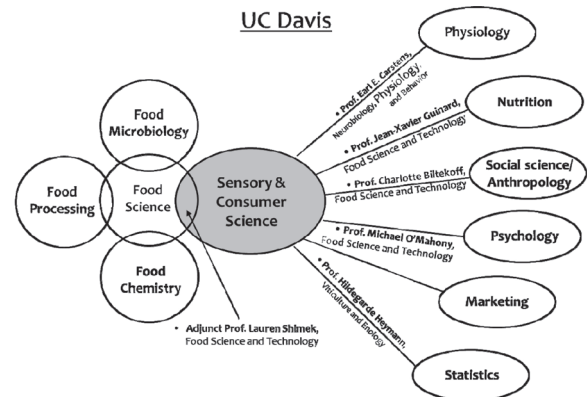 UC Davis
Physiology
• Prof. Earl E. Carstens,
Neurobiology, Physiology,
and Behavior
Food
Microbiology
Nutrition
• Prof. Jean-Xavier Guinard,
Food Science and Technology
Food
Processing
Food
Science
Sensory &
Consumer
Science
• Prof. Charlotte Biltekoff,
Food Science and Technology
Social science/
Anthropology
• Prof. Michael O'Mahony,
Food Science and Technology
Psychology
Food
Chemistry
Marketing
• Prof. Hildegarde Heymann,
Viticulture and Enology
• Adjunct Prof. Lauren Shimek,
Food Science and Technology
Statistics